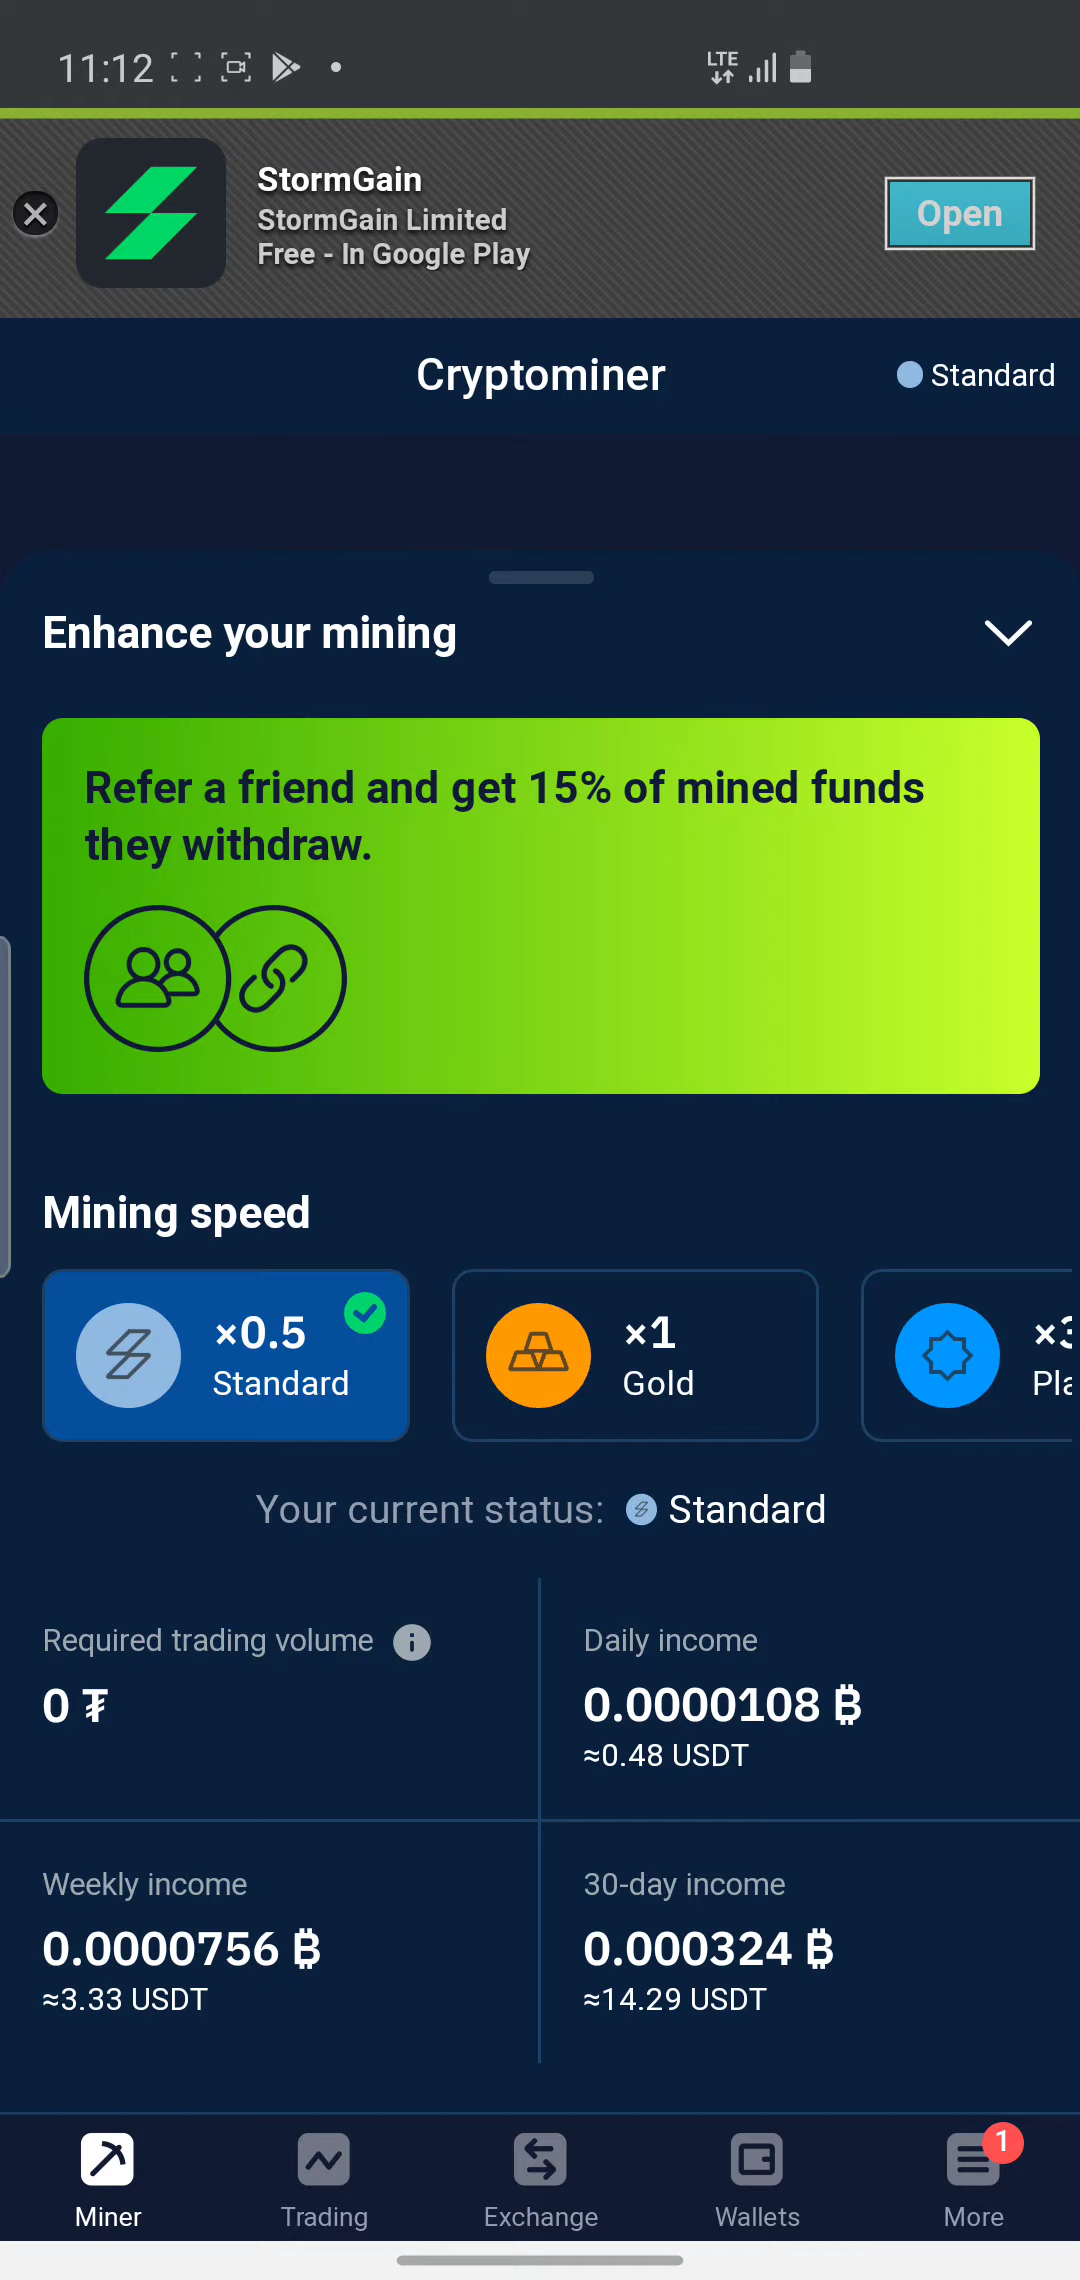 11:12
LTE
StormGain
StormGain Limited
Free - In Google Play
Open
Cryptominer
Standard
Enhance your mining
Refer a friend and get 15% of mined funds
they withdraw.
Mining speed
×0.5
Standard
×1
Gold
×3
Pla
Your current status: Standard
Required trading volume
0 ₮
Daily income
0.0000108 ₿
≈0.48 USDT
Weekly income
0.0000756 ₿
≈3.33 USDT
30-day income
0.000324 ₿
≈14.29 USDT
1
Miner
Trading
Exchange
Wallets
More